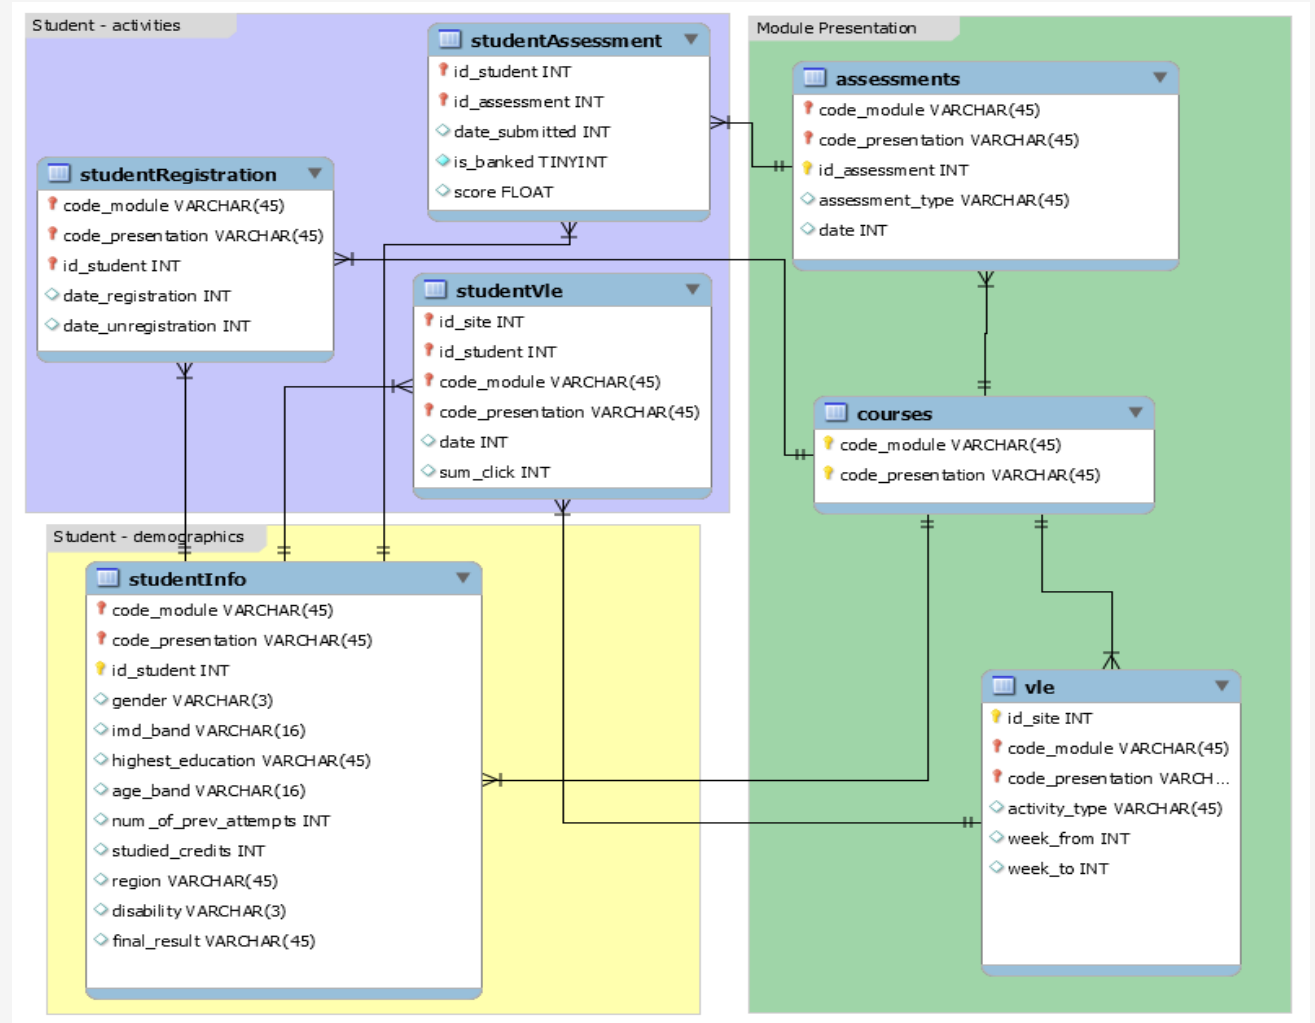 Student - activities
studentAssessment
id_student INT
id_assessment INT
date_submitted INT
is_banked TINYINT
score FLOAT
studentRegistration
code_module VARCHAR(45)
code_presentation VARCHAR(45)
id_student INT
date_registration INT
date_unregistration INT
studentVle
id_site INT
id_student INT
code_module VARCHAR(45)
code_presentation VARCHAR(45)
date INT
sum_click INT
Student - demographics
studentInfo
code_module VARCHAR(45)
code_presentation VARCHAR(45)
id_student INT
gender VARCHAR(3)
imd_band VARCHAR(16)
highest_education VARCHAR(45)
age_band VARCHAR(16)
num_of_prev_attempts INT
studied_credits INT
region VARCHAR(45)
disability VARCHAR(3)
final_result VARCHAR(45)
Module Presentation
assessments
code_module VARCHAR(45)
code_presentation VARCHAR(45)
id_assessment INT
assessment_type VARCHAR(45)
date INT
courses
code_module VARCHAR(45)
code_presentation VARCHAR(45)
vle
id_site INT
code_module VARCHAR(45)
code_presentation VARCH...
activity_type VARCHAR(45)
week_from INT
week_to INT